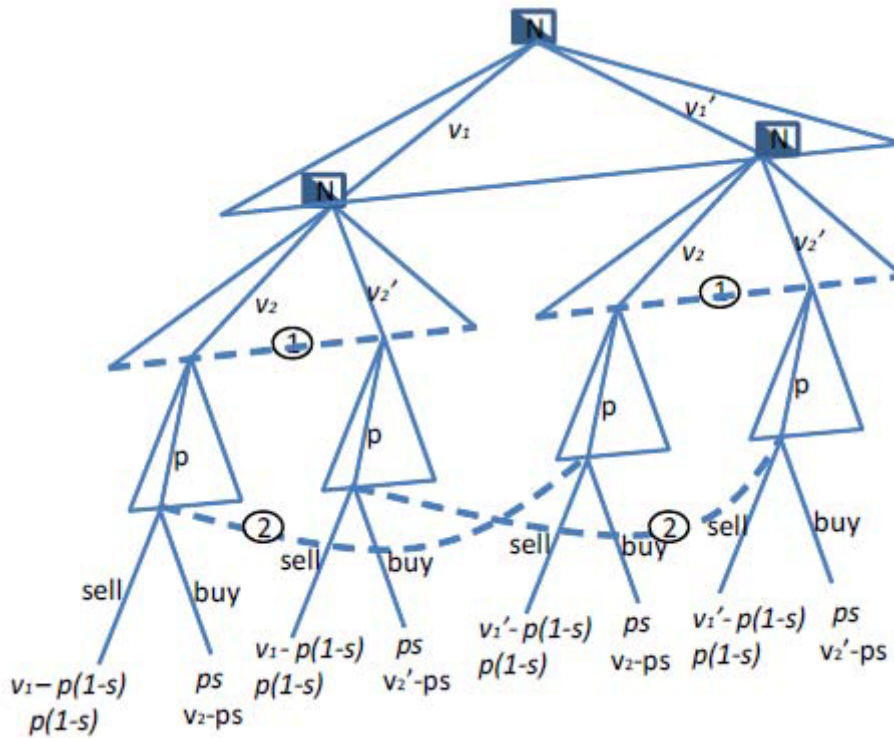 N
v₁
v₁'
N
N
v₂
v₂'
v₂
v₂'
1
1
p
p
p
p
2
2
sell
buy
sell
buy
sell
buy
sell
buy
v₁– p(1-s)
p(1-s)
ps
v₂-ps
v₁- p(1-s)
p(1-s)
ps
v₂'-ps
v₁'- p(1-s)
p(1-s)
ps
v₂-ps
v₁'- p(1-s)
p(1-s)
ps
v₂'-ps